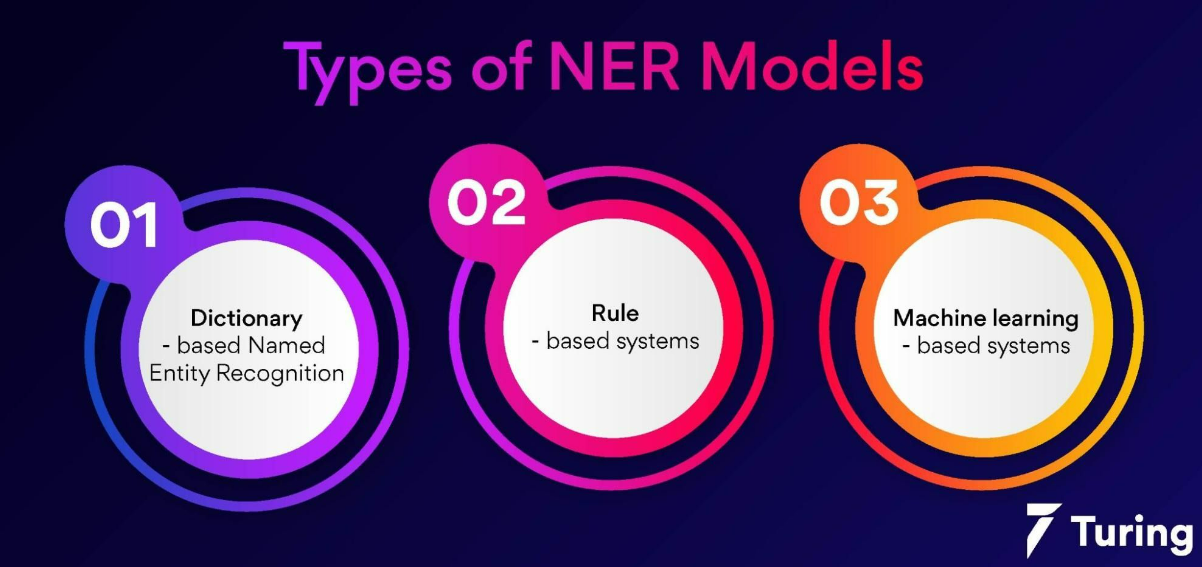 Types of NER Models
01
Dictionary
- based Named
Entity Recognition
02
Rule
- based systems
03
Machine learning
- based systems
Turing